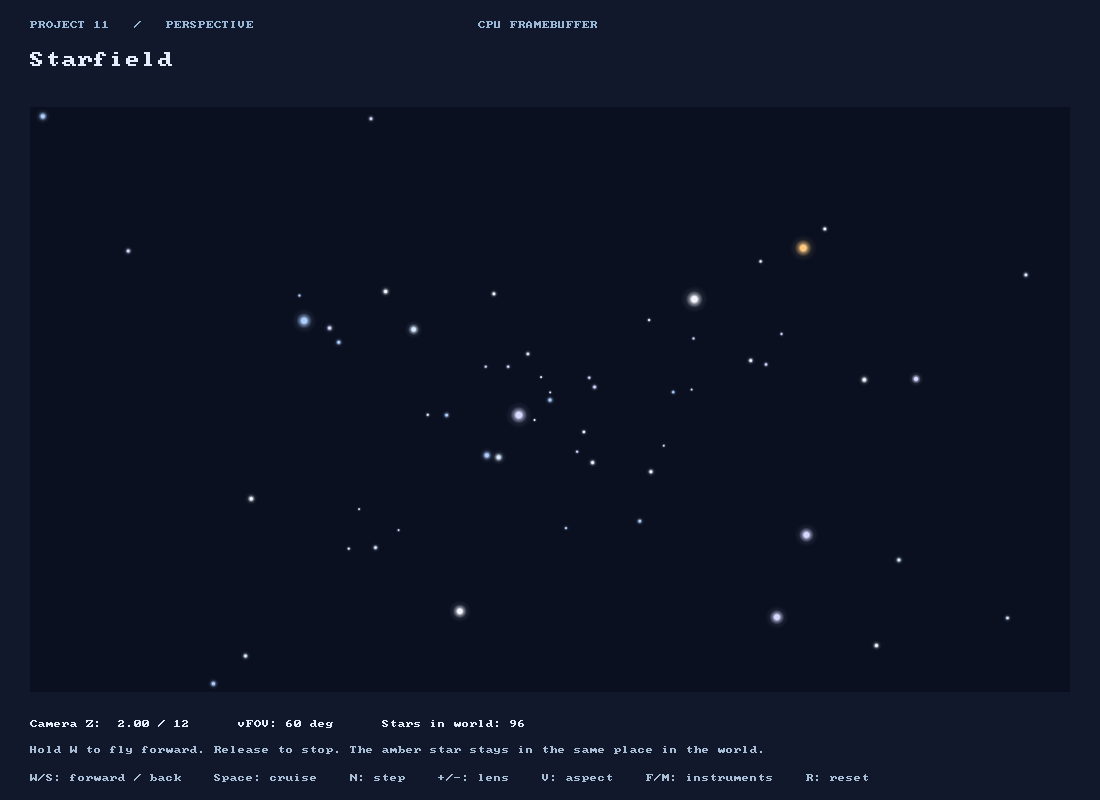 PROJECT 11 / PERSPECTIVE CPU FRAMEBUFFER
Starfield
Camera Z: 2.00 / 12 vFOV: 60 deg Stars in world: 96
Hold W to fly forward. Release to stop. The amber star stays in the same place in the world.
W/S: forward / back Space: cruise N: step +/-: lens V: aspect F/M: instruments R: reset